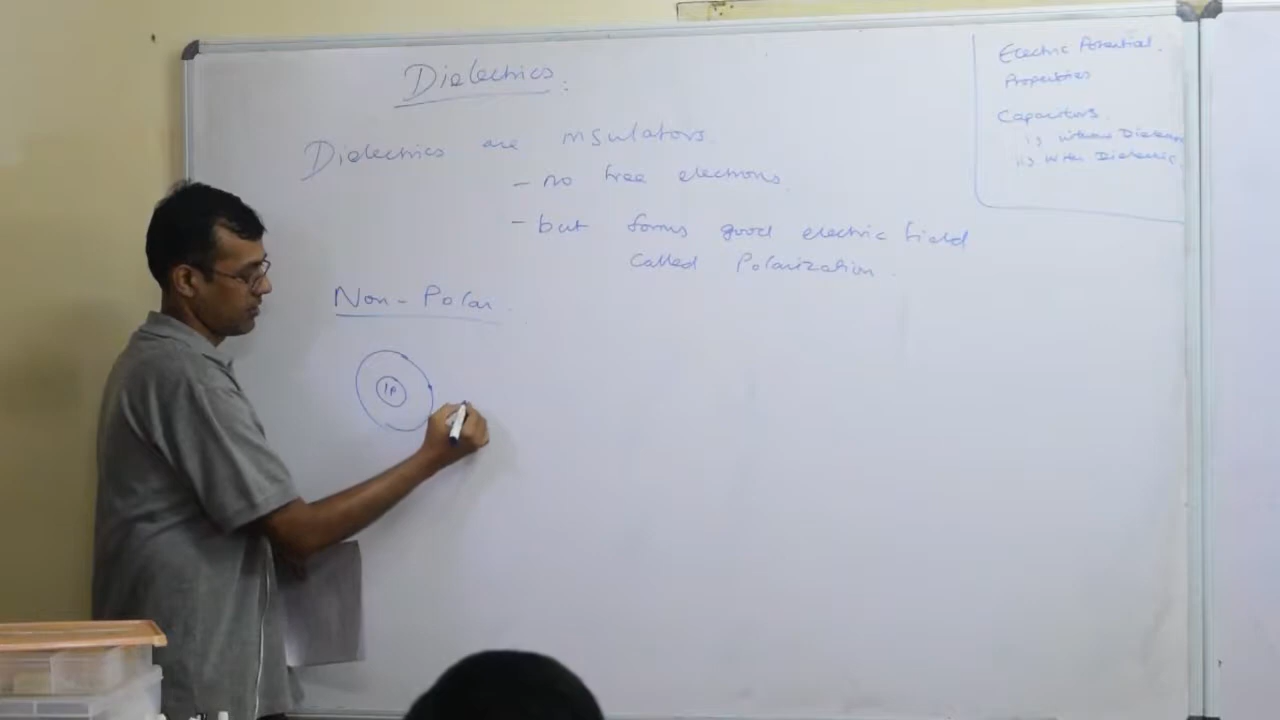 Dielectrics.
Dielectrics are insulators.
- no free electrons.
- but forms good electric field
called Polarization.
Non-Polar.
1P
Electric Potential.
Properties
Capacitors.
i) without Dielectric
ii) With Dielectric.